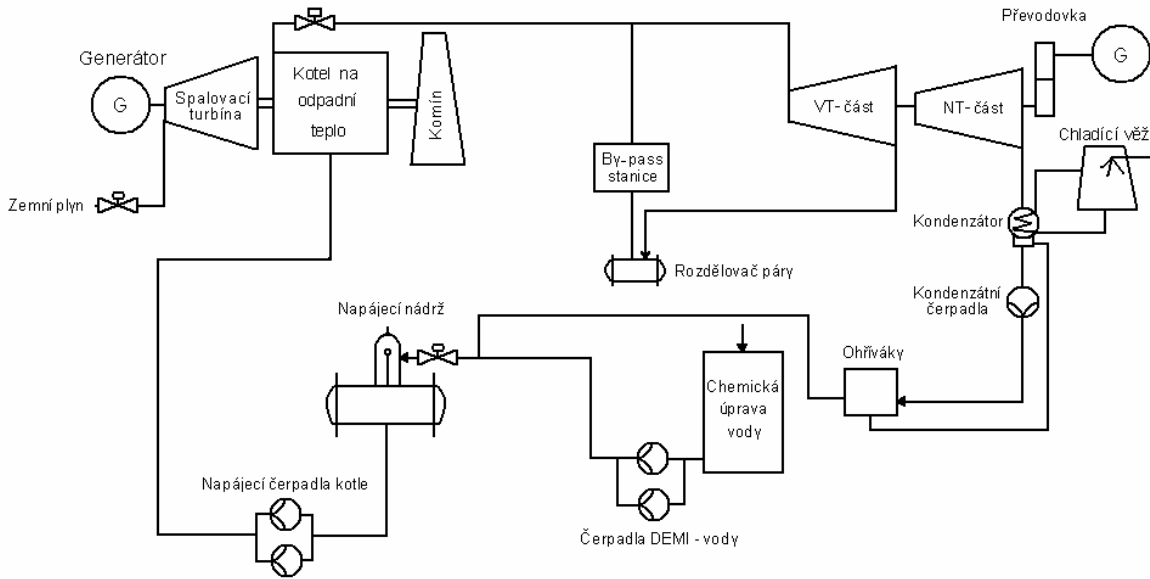 Převodovka
Generátor
G
Spalovací
turbína
Kotel na
odpadní
teplo
Komín
VT- část
NT- část
G
Chladící věž
By-pass
stanice
Zemní plyn
Kondenzátor
Rozdělovač páry
Kondenzátní
čerpadla
Napájecí nádrž
Ohříváky
Chemická
úprava
vody
Napájecí čerpadla kotle
Čerpadla DEMI - vody